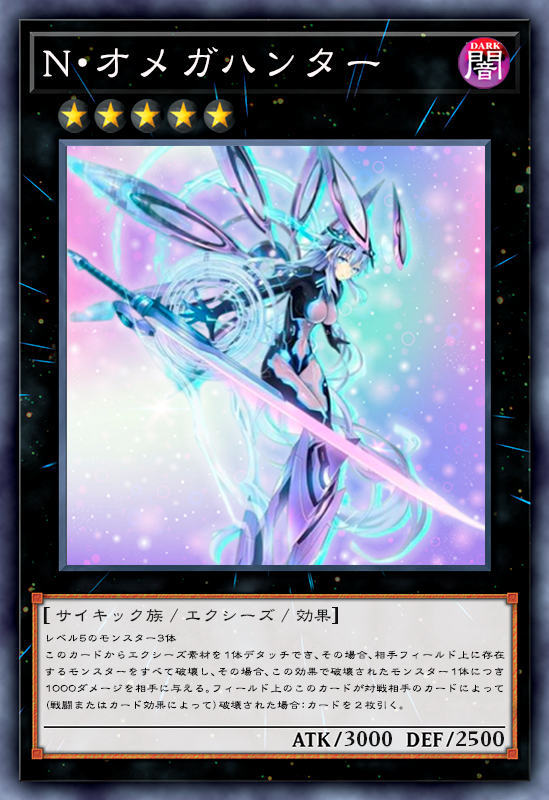 N・オメガハンター
DARK
闇
[サイキック族/エクシーズ/効果]
レベル5のモンスター3体
このカードからエクシーズ素材を1体デタッチでき、その場合、相手フィールド上に存在
するモンスターをすべて破壊し、その場合、この効果で破壊されたモンスター1体につき
1000ダメージを相手に与える。フィールド上のこのカードが対戦相手のカードによって
(戦闘またはカード効果によって)破壊された場合:カードを2枚引く。
ATK/3000 DEF/2500